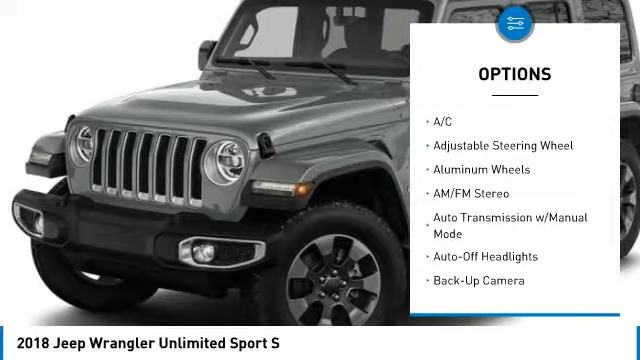 OPTIONS
A/C
Adjustable Steering Wheel
Aluminum Wheels
AM/FM Stereo
Auto Transmission w/Manual
Mode
Auto-Off Headlights
Back-Up Camera
2018 Jeep Wrangler Unlimited Sport S